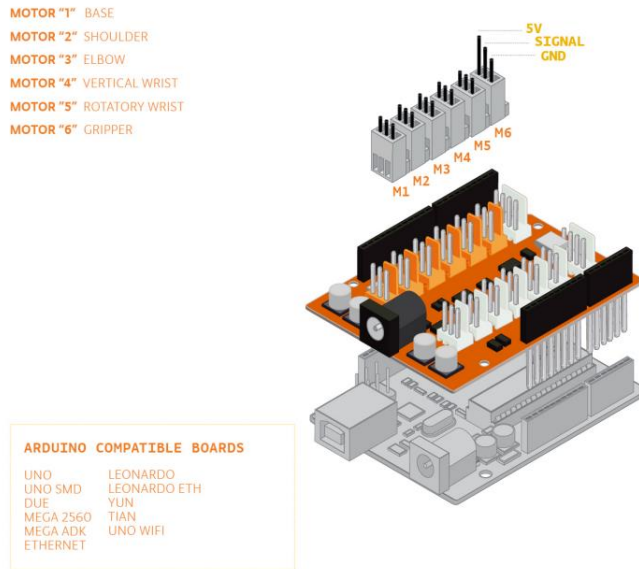 MOTOR "1" BASE
MOTOR "2" SHOULDER
MOTOR "3" ELBOW
MOTOR "4" VERTICAL WRIST
MOTOR "5" ROTATORY WRIST
MOTOR "6" GRIPPER
5V
SIGNAL
GND
M6
M5
M4
M3
M2
M1
ARDUINO COMPATIBLE BOARDS
UNO
UNO SMD
DUE
MEGA 2560
MEGA ADK
ETHERNET
LEONARDO
LEONARDO ETH
YUN
TIAN
UNO WIFI